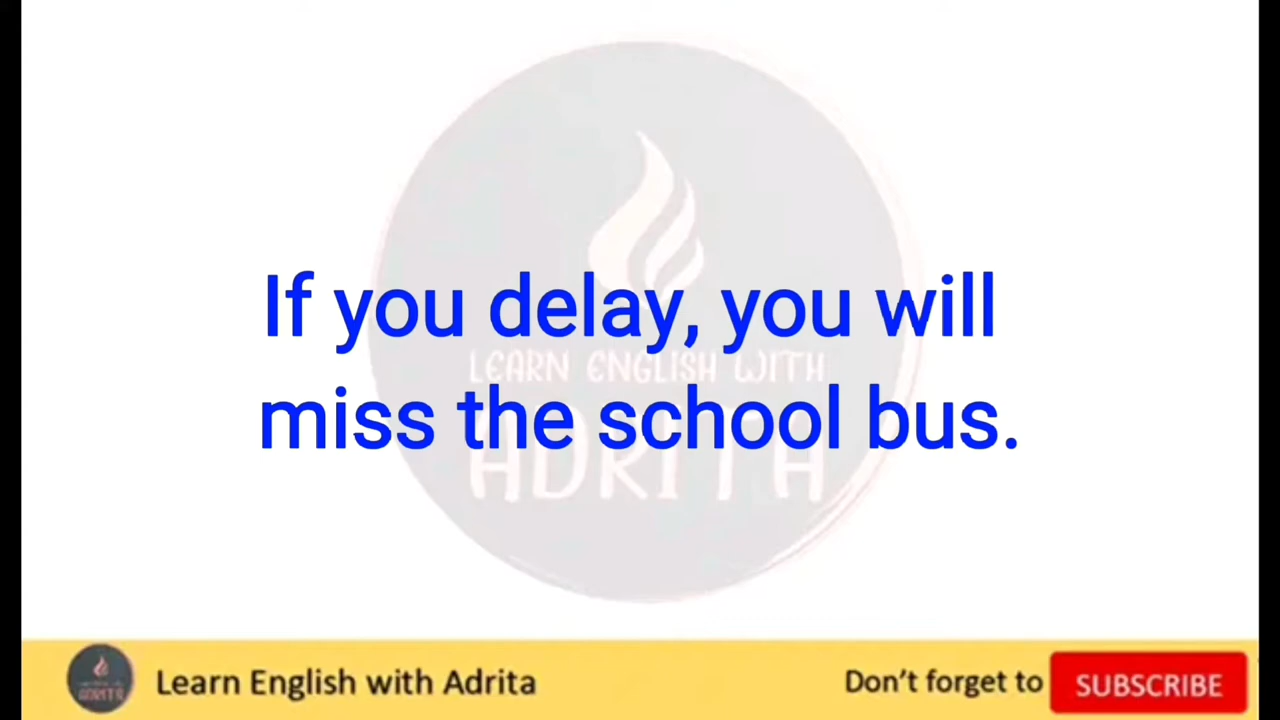 If you delay, you will
LEARN ENGLISH WITH
miss the school bus.
ADRITA
ADRITA
Learn English with Adrita
Don't forget to SUBSCRIBE